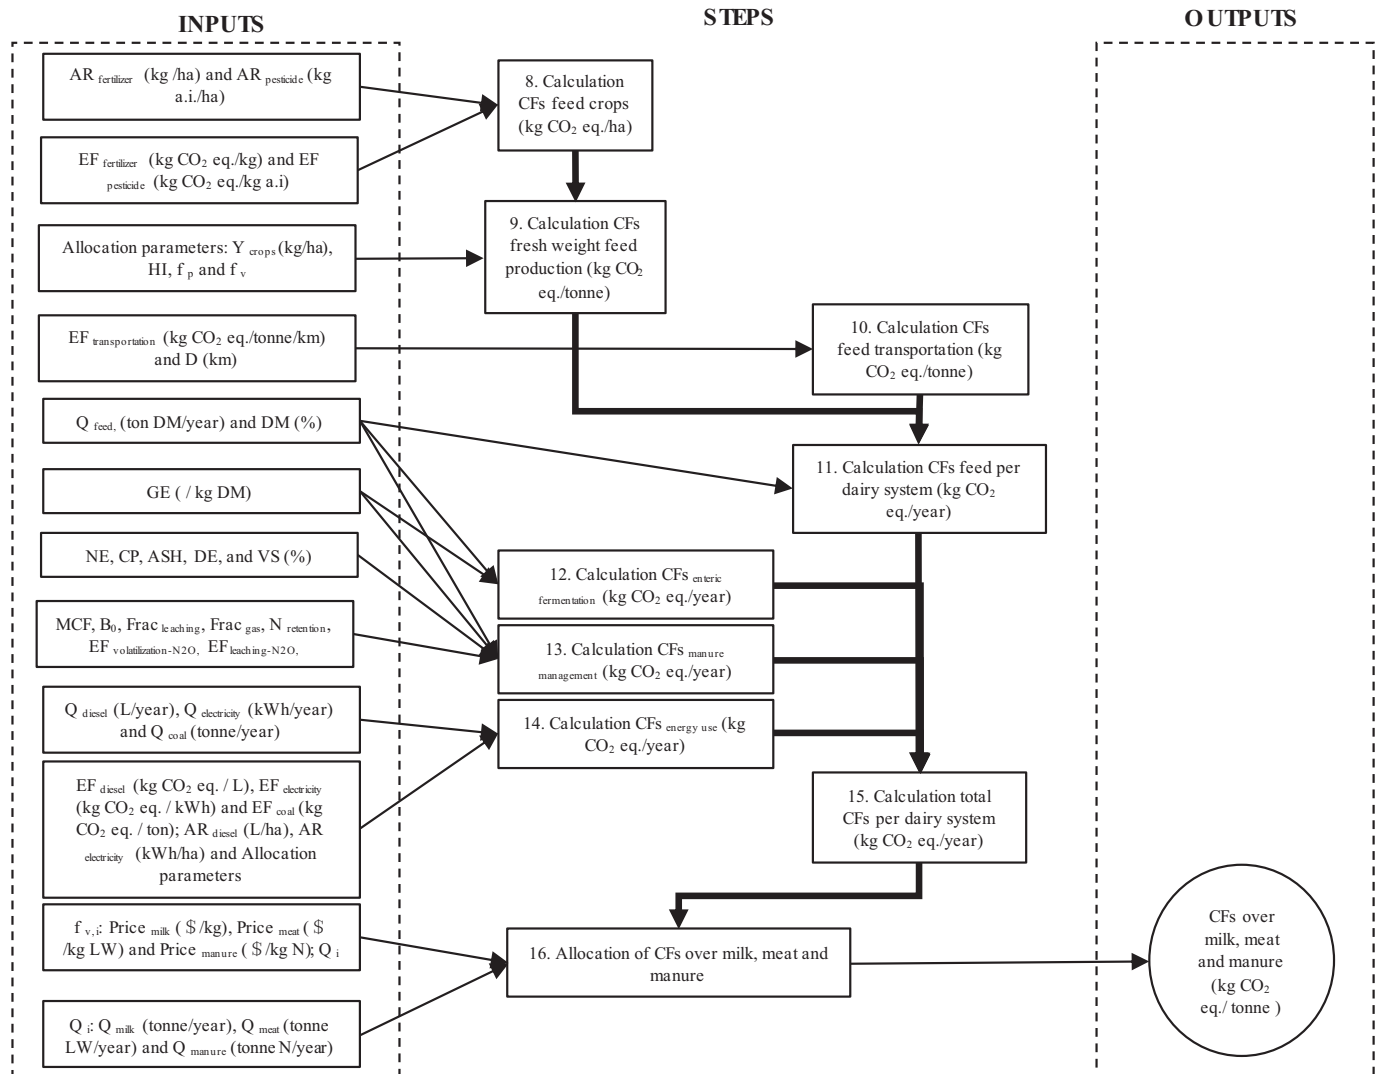 INPUTS
STEPS
OUTPUTS
AR fertilizer (kg /ha) and AR pesticide (kg
a.i./ha)
EF fertilizer (kg CO2 eq./kg) and EF
pesticide (kg CO2 eq./kg a.i)
Allocation parameters: Y crops (kg/ha),
HI, f p and f v
EF transportation (kg CO2 eq./tonne/km)
and D (km)
Q feed, (ton DM/year) and DM (%)
GE ( / kg DM)
NE, CP, ASH, DE, and VS (%)
MCF, B0, Frac leaching, Frac gas, N retention,
EF volatilization-N2O, EF leaching-N2O,
Q diesel (L/year), Q electricity (kWh/year)
and Q coal (tonne/year)
EF diesel (kg CO2 eq. / L), EF electricity
(kg CO2 eq. / kWh) and EF coal (kg
CO2 eq. / ton); AR diesel (L/ha), AR
electricity (kWh/ha) and Allocation
parameters
f v,i: Price milk ( $/kg), Price meat ( $
/kg LW) and Price manure ( $/kg N); Q i
Q i: Q milk (tonne/year), Q meat (tonne
LW/year) and Q manure (tonne N/year)
8. Calculation
CFs feed crops
(kg CO2 eq./ha)
9. Calculation CFs
fresh weight feed
production (kg CO2
eq./tonne)
10. Calculation CFs
feed transportation (kg
CO2 eq./tonne)
11. Calculation CFs feed per
dairy system (kg CO2
eq./year)
12. Calculation CFs enteric
fermentation (kg CO2 eq./year)
13. Calculation CFs manure
management (kg CO2 eq./year)
14. Calculation CFs energy use (kg
CO2 eq./year)
15. Calculation total
CFs per dairy system
(kg CO2 eq./year)
16. Allocation of CFs over milk, meat and
manure
CFs over
milk, meat
and manure
(kg CO2
eq./ tonne )